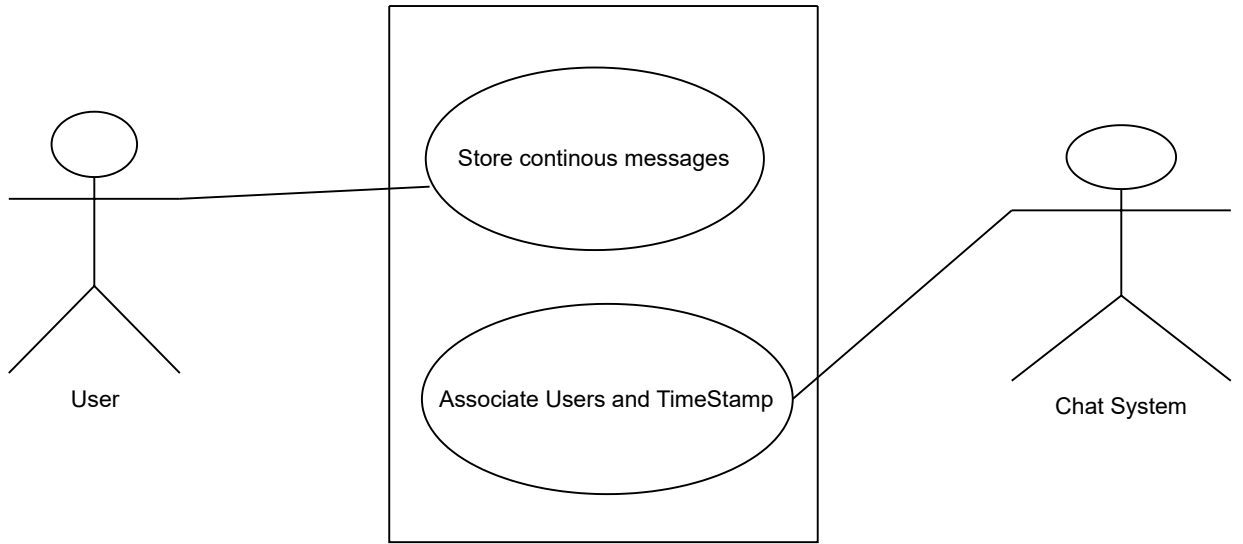 Store continous messages
Associate Users and TimeStamp
User
Chat System